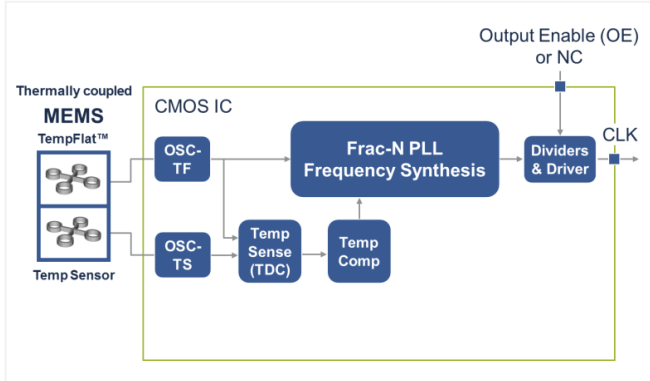 Output Enable (OE)
or NC
Thermally coupled
MEMS
TempFlat™
CMOS IC
CLK
OSC-
TF
Frac-N PLL
Frequency Synthesis
Dividers
& Driver
OSC-
TS
Temp
Sense
(TDC)
Temp
Comp
Temp Sensor